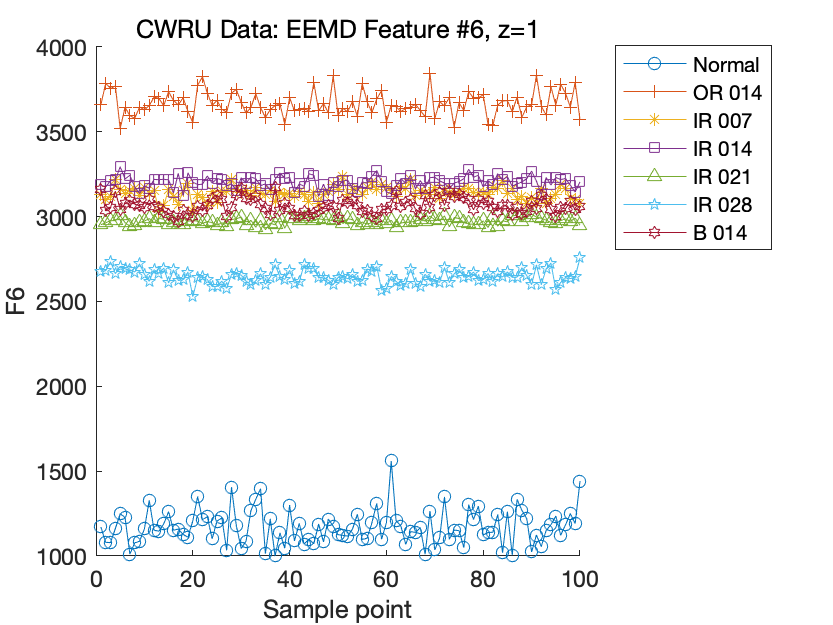 CWRU Data: EEMD Feature #6, z=1
4000
3500
3000
2500
2000
1500
1000
F6
0
20
40
60
80
100
Sample point
Normal
OR 014
IR 007
IR 014
IR 021
IR 028
B 014